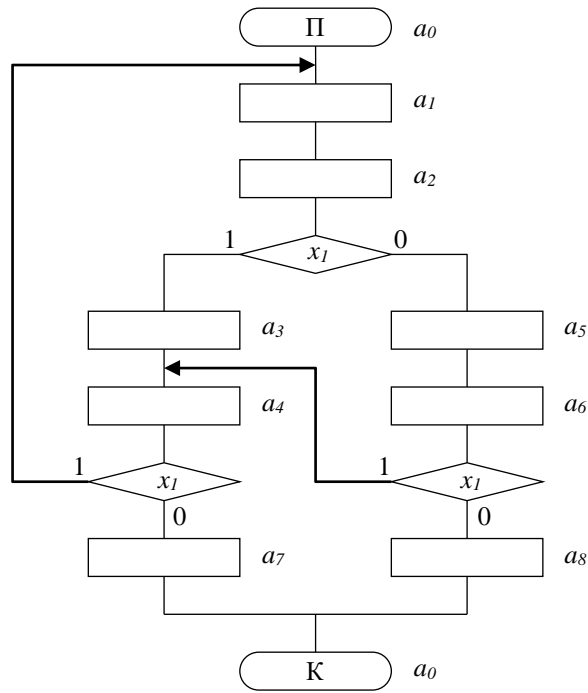 П a₀
a₁
a₂
1 x₁ 0
a₃ a₅
a₄ a₆
1 x₁ 1 x₁
0 0
a₇ a₈
К a₀